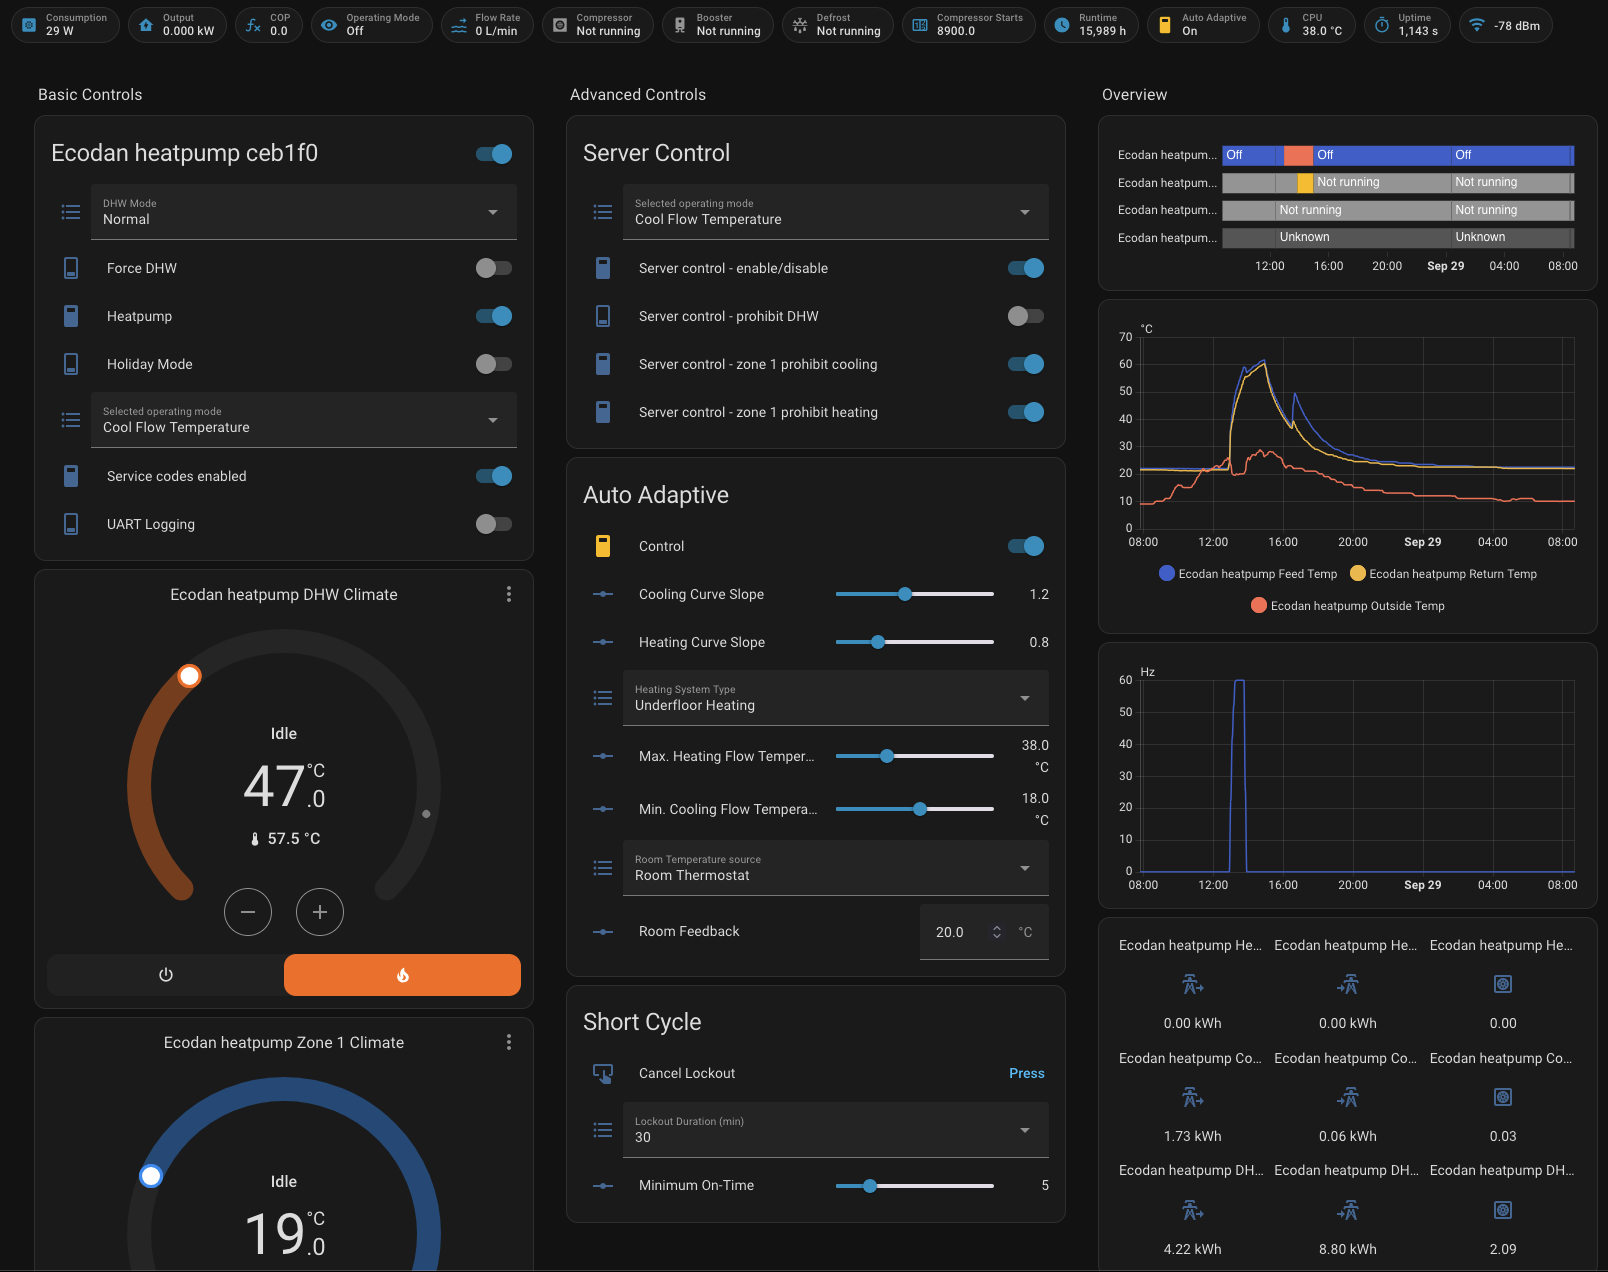 Consumption
29 W
Output
0.000 kW
COP
0.0
Operating Mode
Off
Flow Rate
0 L/min
Compressor
Not running
Booster
Not running
Defrost
Not running
Compressor Starts
8900.0
Runtime
15,989 h
Auto Adaptive
On
CPU
38.0 °C
Uptime
1,143 s
-78 dBm
Basic Controls
Ecodan heatpump ceb1f0
DHW Mode
Normal
Force DHW
Heatpump
Holiday Mode
Selected operating mode
Cool Flow Temperature
Service codes enabled
UART Logging
Ecodan heatpump DHW Climate
Idle
47.0 °C
57.5 °C
Ecodan heatpump Zone 1 Climate
Idle
19.0 °C
Advanced Controls
Server Control
Selected operating mode
Cool Flow Temperature
Server control - enable/disable
Server control - prohibit DHW
Server control - zone 1 prohibit cooling
Server control - zone 1 prohibit heating
Auto Adaptive
Control
Cooling Curve Slope 1.2
Heating Curve Slope 0.8
Heating System Type
Underfloor Heating
Max. Heating Flow Temper... 38.0 °C
Min. Cooling Flow Tempera... 18.0 °C
Room Temperature source
Room Thermostat
Room Feedback 20.0 °C
Short Cycle
Cancel Lockout Press
Lockout Duration (min)
30
Minimum On-Time 5
Overview
Ecodan heatpum... Off Off Off
Ecodan heatpum... Not running Not running
Ecodan heatpum... Not running Not running
Ecodan heatpum... Unknown Unknown
12:00 16:00 20:00 Sep 29 04:00 08:00
°C
70
60
50
40
30
20
10
0
08:00 12:00 16:00 20:00 Sep 29 04:00 08:00
Ecodan heatpump Feed Temp Ecodan heatpump Return Temp
Ecodan heatpump Outside Temp
Hz
60
50
40
30
20
10
0
08:00 12:00 16:00 20:00 Sep 29 04:00 08:00
Ecodan heatpump He... Ecodan heatpump He... Ecodan heatpump He...
0.00 kWh 0.00 kWh 0.00
Ecodan heatpump Co... Ecodan heatpump Co... Ecodan heatpump Co...
1.73 kWh 0.06 kWh 0.03
Ecodan heatpump DH... Ecodan heatpump DH... Ecodan heatpump DH...
4.22 kWh 8.80 kWh 2.09